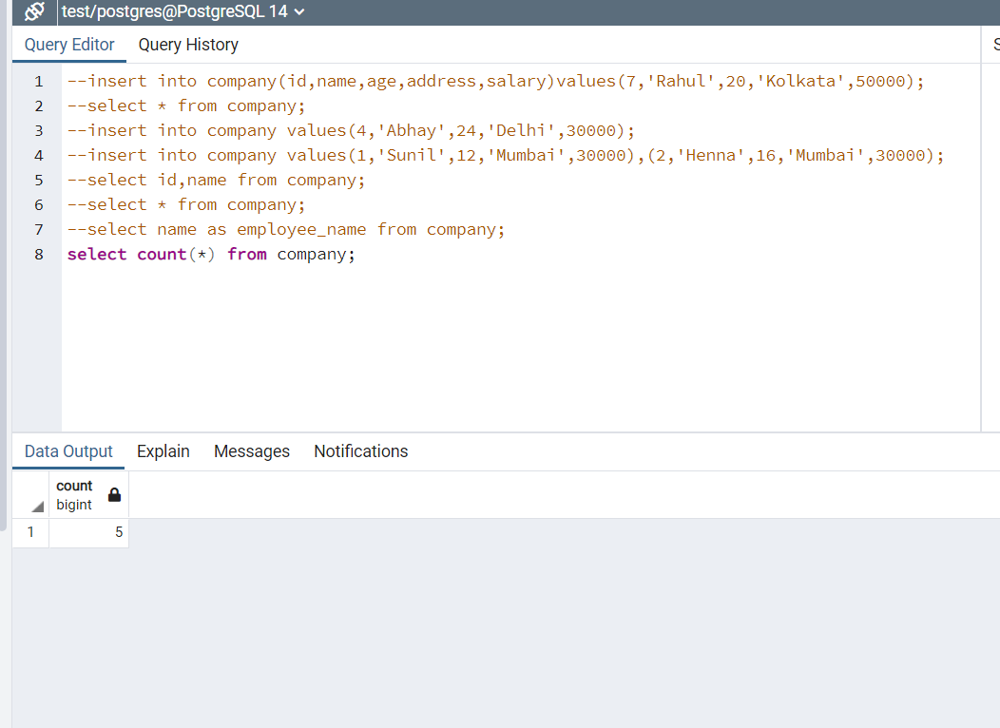 test/postgres@PostgreSQL 14
Query Editor Query History
S
1 --insert into company(id,name,age,address,salary)values(7,'Rahul',20,'Kolkata',50000);
2 --select * from company;
3 --insert into company values(4,'Abhay',24,'Delhi',30000);
4 --insert into company values(1,'Sunil',12,'Mumbai',30000),(2,'Henna',16,'Mumbai',30000);
5 --select id,name from company;
6 --select * from company;
7 --select name as employee_name from company;
8 select count(*) from company;
Data Output Explain Messages Notifications
count
bigint
1 5